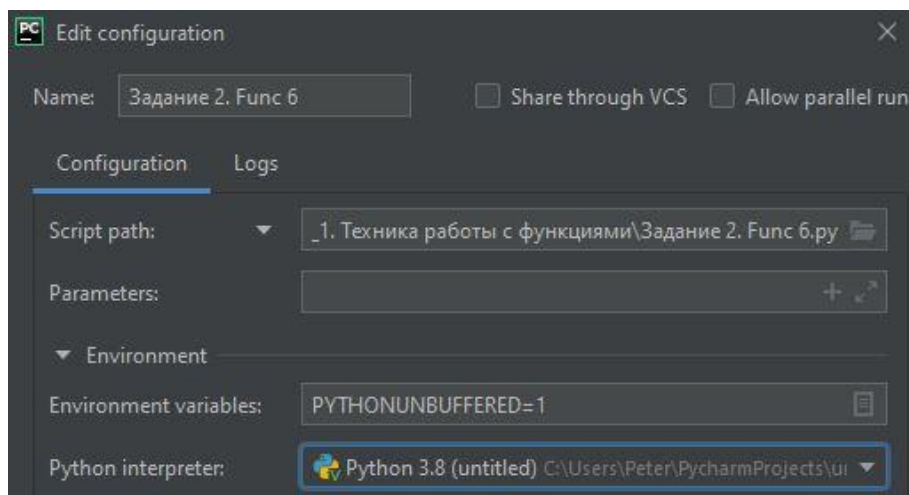 PC Edit configuration
Name: Задание 2. Func 6 Share through VCS Allow parallel run
Configuration Logs
Script path: _1. Техника работы с функциями\Задание 2. Func 6.py
Parameters:
Environment
Environment variables: PYTHONUNBUFFERED=1
Python interpreter: Python 3.8 (untitled) C:\Users\Peter\PycharmProjects\